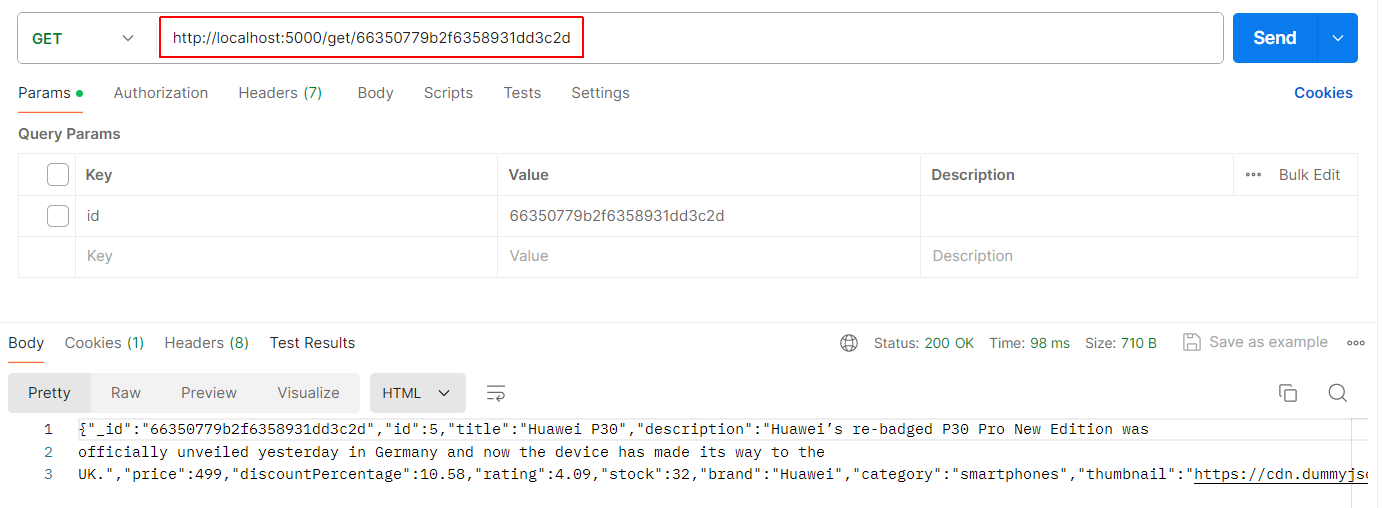 GET http://localhost:5000/get/66350779b2f6358931dd3c2d Send
Params Authorization Headers (7) Body Scripts Tests Settings Cookies
Query Params
Key Value Description Bulk Edit
id 66350779b2f6358931dd3c2d
Key Value Description
Body Cookies (1) Headers (8) Test Results Status: 200 OK Time: 98 ms Size: 710 B Save as example
Pretty Raw Preview Visualize HTML
1 {"_id":"66350779b2f6358931dd3c2d","id":5,"title":"Huawei P30","description":"Huawei’s re-badged P30 Pro New Edition was
2 officially unveiled yesterday in Germany and now the device has made its way to the
3 UK.","price":499,"discountPercentage":10.58,"rating":4.09,"stock":32,"brand":"Huawei","category":"smartphones","thumbnail":"https://cdn.dummyjso